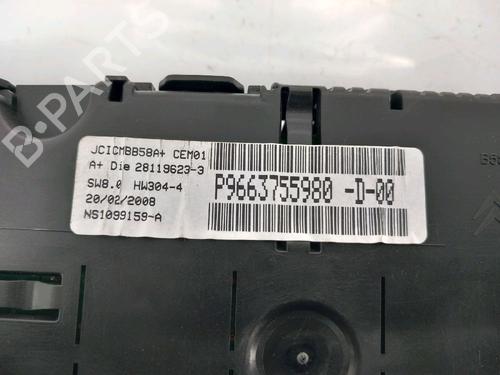 B-PARTS
JCICMBB58A+ CEM01
A+ Die 28119623-3
SW8.0 HW304-4
20/02/2008
NS1099159-A
P9663755980 -D-00